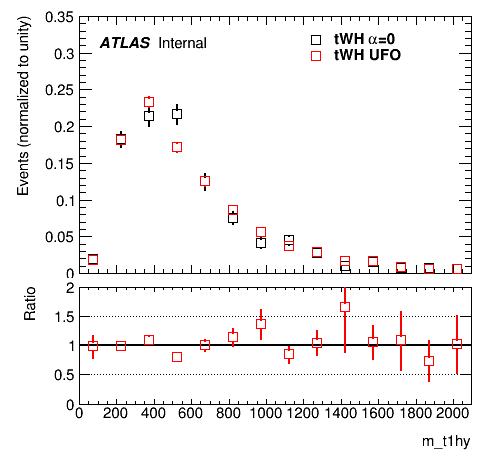 0.35
ATLAS Internal
tWH α=0
tWH UFO
0.3
0.25
0.2
0.15
0.1
0.05
0
Events (normalized to unity)
2
1.5
1
0.5
0
Ratio
0 200 400 600 800 1000 1200 1400 1600 1800 2000
m_t1hy